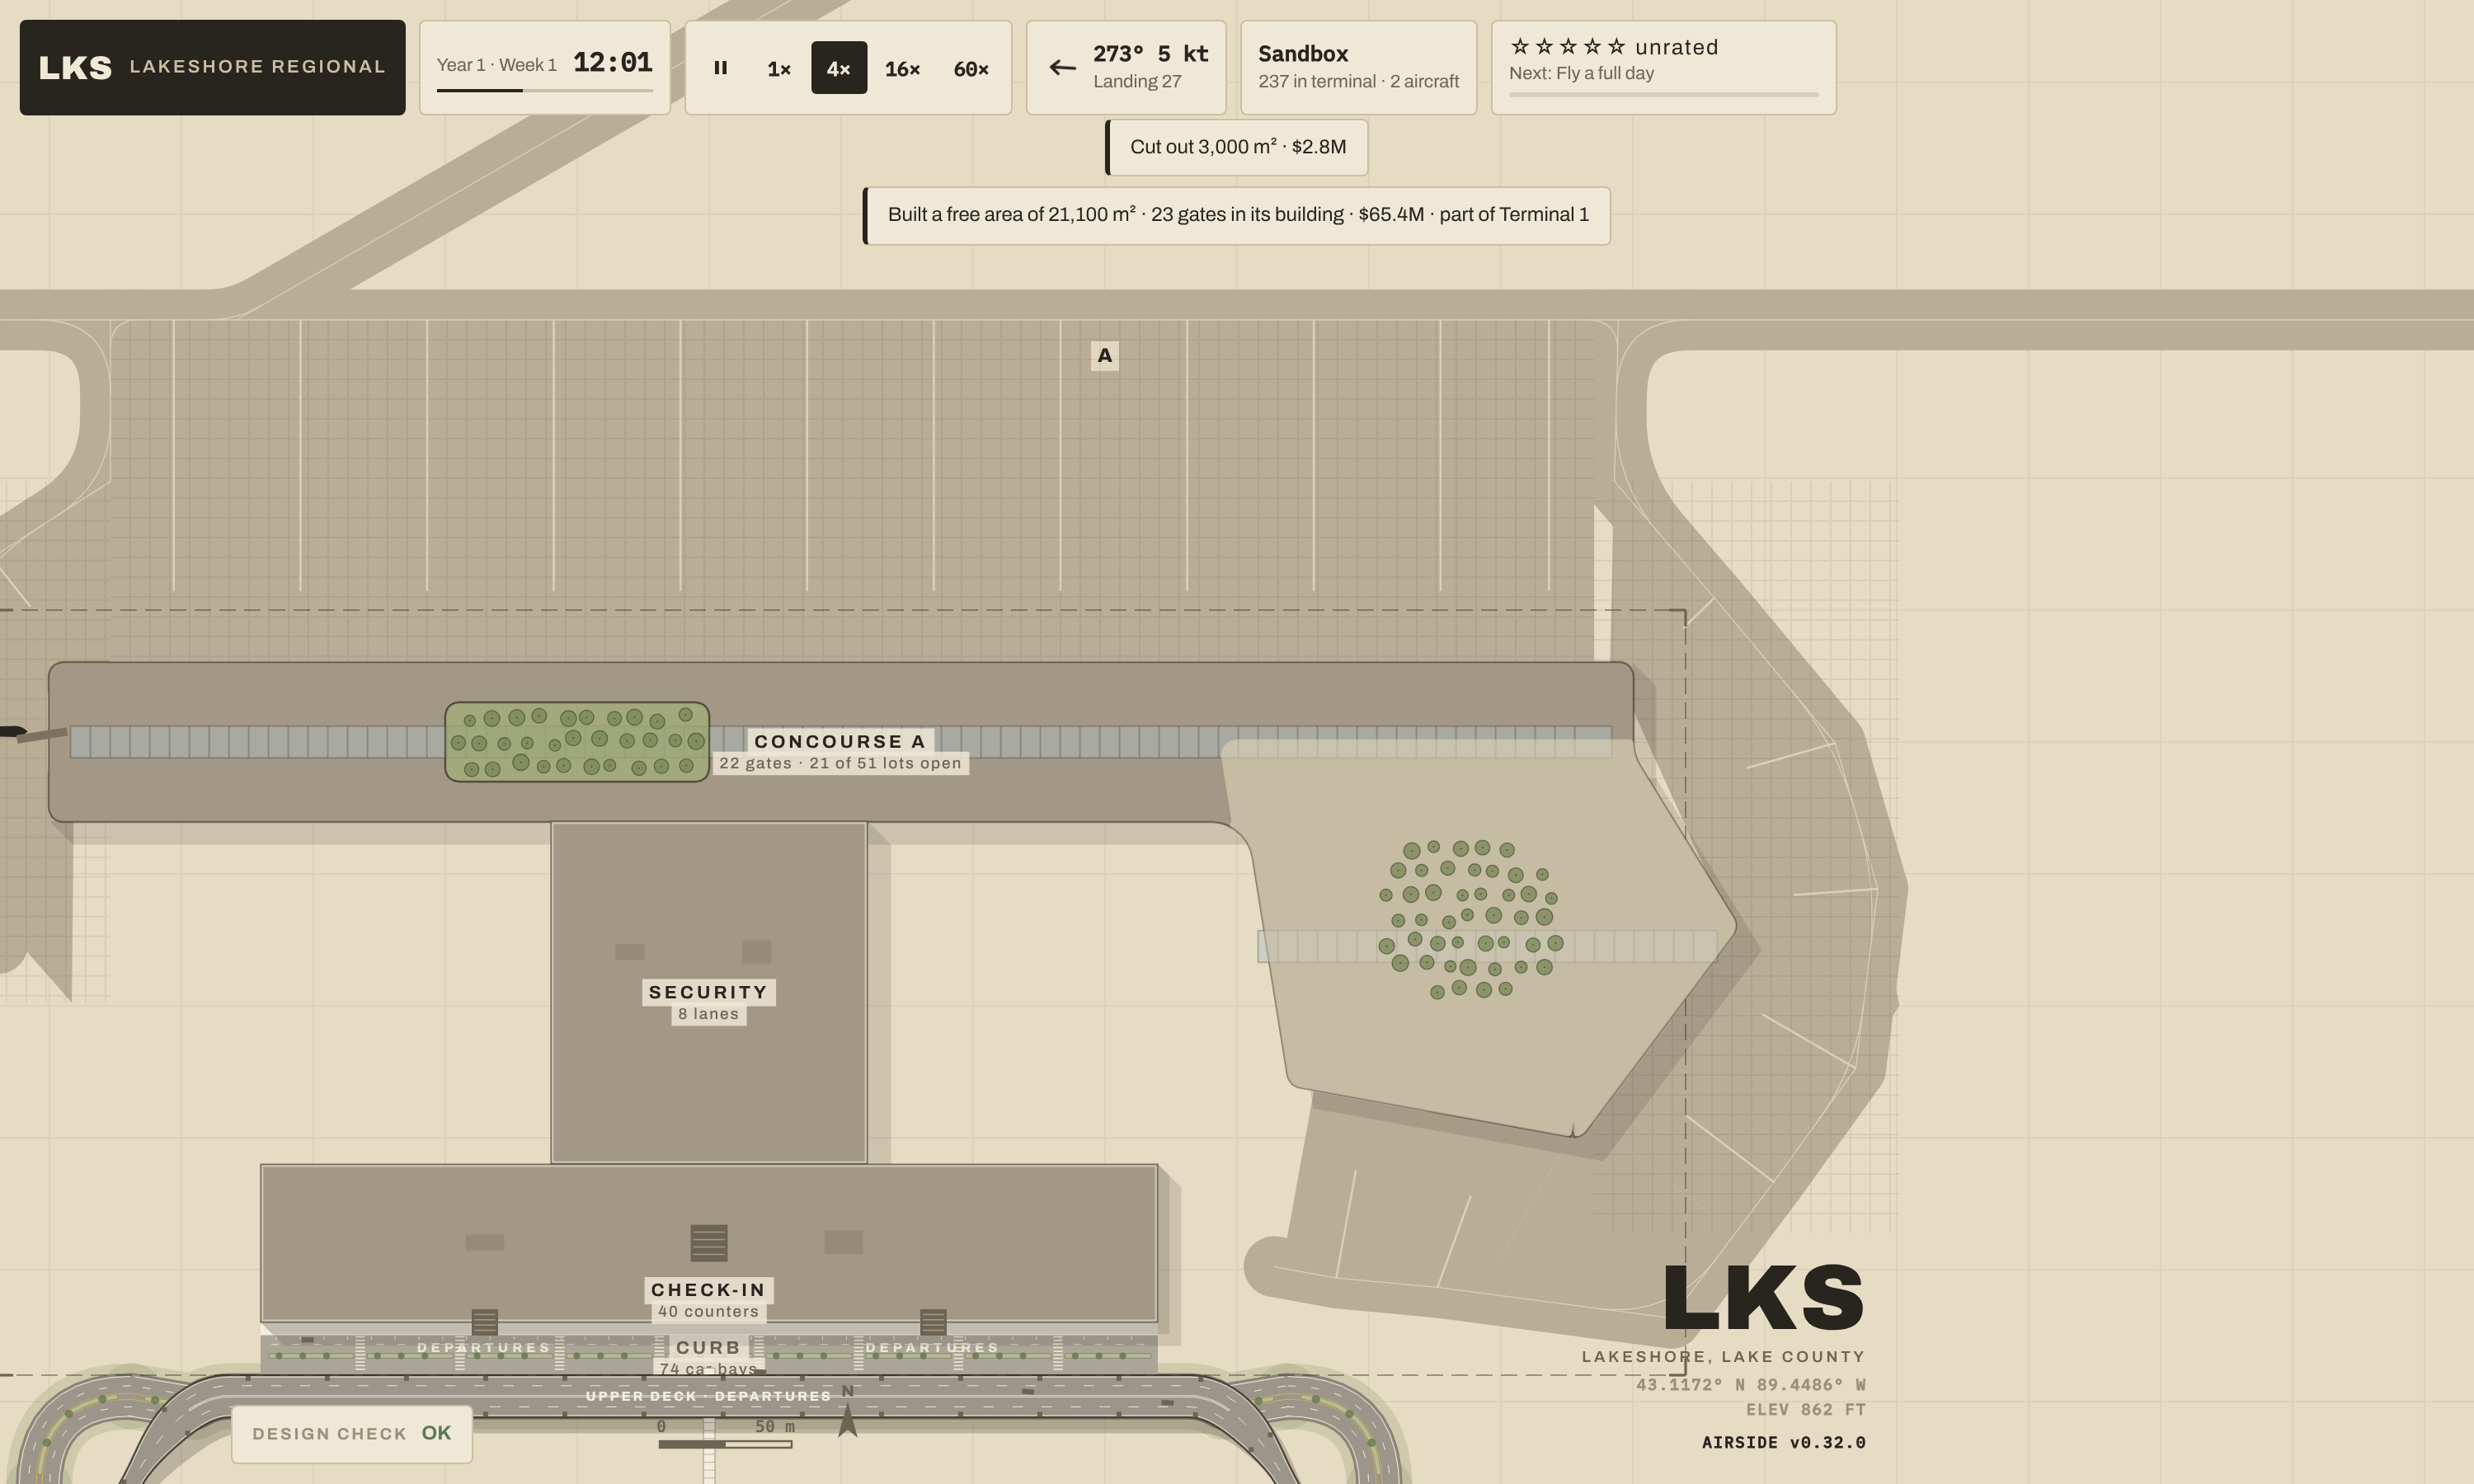 LKS LAKESHORE REGIONAL
Year 1 · Week 1 12:01
1× 4× 16× 60×
273° 5 kt
Landing 27
Sandbox
237 in terminal · 2 aircraft
☆☆☆☆☆ unrated
Next: Fly a full day
Cut out 3,000 m² · $2.8M
Built a free area of 21,100 m² · 23 gates in its building · $65.4M · part of Terminal 1
A
CONCOURSE A
22 gates · 21 of 51 lots open
SECURITY
8 lanes
CHECK-IN
40 counters
DEPARTURES
CURB
DEPARTURES
74 car bays
UPPER DECK · DEPARTURES
N
0 50 m
DESIGN CHECK OK
LKS
LAKESHORE, LAKE COUNTY
43.1172° N 89.4486° W
ELEV 862 FT
AIRSIDE v0.32.0